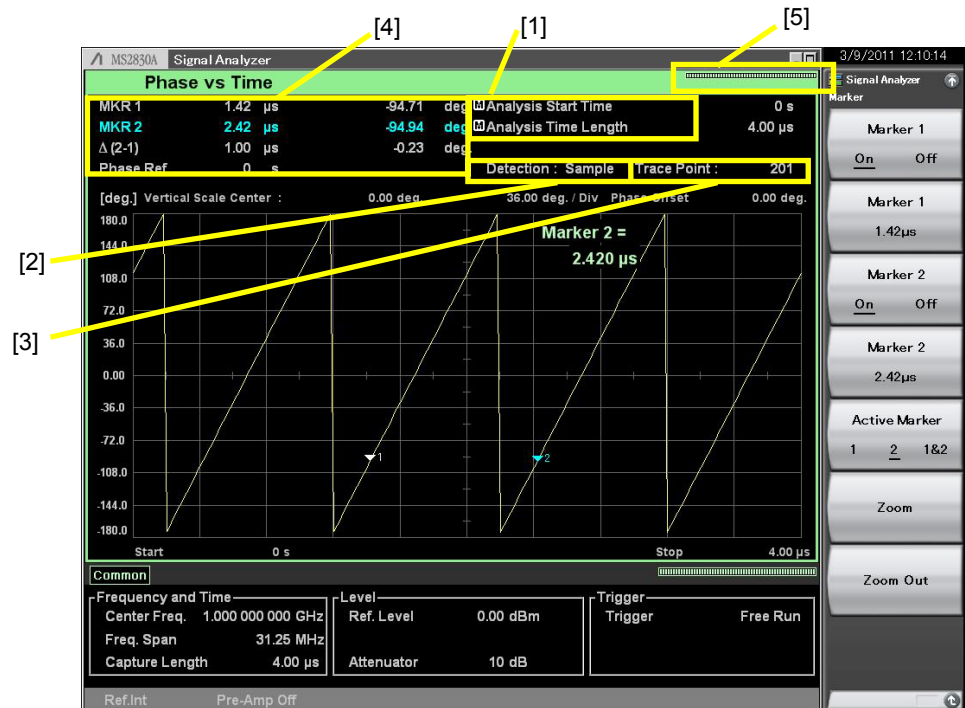 [4] [1] [5]
MS2830A Signal Analyzer 3/9/2011 12:10:14
Phase vs Time
Signal Analyzer
Marker
MKR 1 1.42 µs -94.71 deg M Analysis Start Time 0 s
MKR 2 2.42 µs -94.94 deg M Analysis Time Length 4.00 µs
Δ (2-1) 1.00 µs -0.23 deg.
Phase Ref 0 s Detection : Sample Trace Point : 201
[deg.] Vertical Scale Center : 0.00 deg. 36.00 deg. / Div Phase Offset 0.00 deg.
180.0
144.0
108.0
72.0
36.0
0.00
-36.0
-72.0
-108.0
-144.0
-180.0
Marker 2 =
2.420 µs
1
2
Start 0 s Stop 4.00 µs
[2]
[3]
Marker 1
On Off
Marker 1
1.42µs
Marker 2
On Off
Marker 2
2.42µs
Active Marker
1 2 1&2
Zoom
Zoom Out
Common
Frequency and Time
Center Freq. 1.000 000 000 GHz
Freq. Span 31.25 MHz
Capture Length 4.00 µs
Level
Ref. Level 0.00 dBm
Attenuator 10 dB
Trigger
Trigger Free Run
Ref.Int Pre-Amp Off